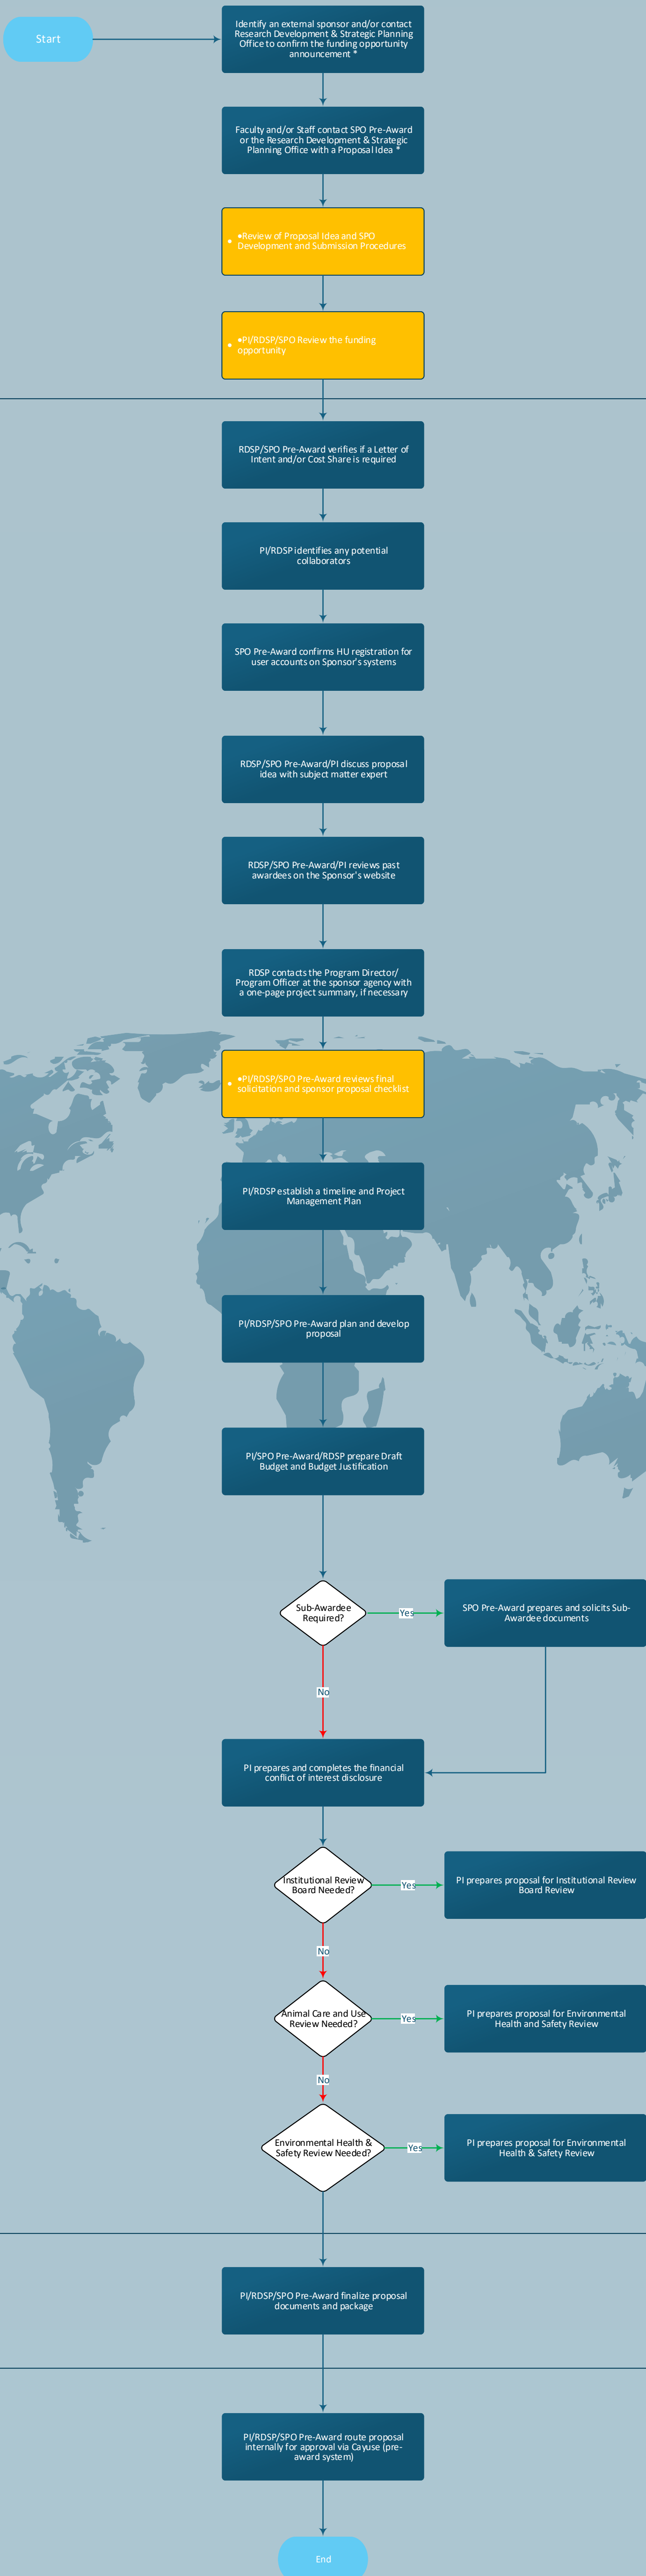 Start
Identify an external sponsor and/or contact
Research Development & Strategic Planning
Office to confirm the funding opportunity
announcement *
Faculty and/or Staff contact SPO Pre-Award
or the Research Development & Strategic
Planning Office with a Proposal Idea *
• •Review of Proposal Idea and SPO
Development and Submission Procedures
• •PI/RDSP/SPO Review the funding
opportunity
RDSP/SPO Pre-Award verifies if a Letter of
Intent and/or Cost Share is required
PI/RDSP identifies any potential
collaborators
SPO Pre-Award confirms HU registration for
user accounts on Sponsor's systems
RDSP/SPO Pre-Award/PI discuss proposal
idea with subject matter expert
RDSP/SPO Pre-Award/PI reviews past
awardees on the Sponsor's website
RDSP contacts the Program Director/
Program Officer at the sponsor agency with
a one-page project summary, if necessary
• •PI/RDSP/SPO Pre-Award reviews final
solicitation and sponsor proposal checklist
PI/RDSP establish a timeline and Project
Management Plan
PI/RDSP/SPO Pre-Award plan and develop
proposal
PI/SPO Pre-Award/RDSP prepare Draft
Budget and Budget Justification
Sub-Awardee
Required?
Yes
SPO Pre-Award prepares and solicits Sub-
Awardee documents
No
PI prepares and completes the financial
conflict of interest disclosure
Institutional Review
Board Needed?
Yes
PI prepares proposal for Institutional Review
Board Review
No
Animal Care and Use
Review Needed?
Yes
PI prepares proposal for Environmental
Health and Safety Review
No
Environmental Health &
Safety Review Needed?
Yes
PI prepares proposal for Environmental
Health & Safety Review
PI/RDSP/SPO Pre-Award finalize proposal
documents and package
PI/RDSP/SPO Pre-Award route proposal
internally for approval via Cayuse (pre-
award system)
End